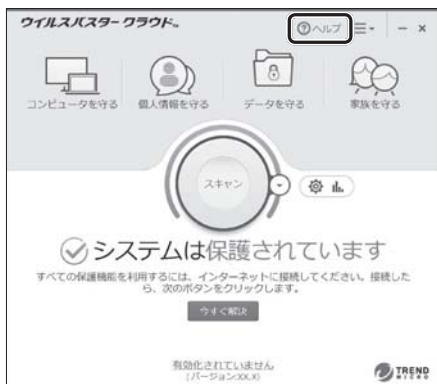 ウイルスバスター クラウド™
ヘルプ
コンピュータを守る
個人情報を守る
データを守る
家族を守る
スキャン
システムは保護されています
すべての保護機能を利用するには、インターネットに接続してください。接続した
ら、次のボタンをクリックします。
今すぐ解決
有効化されていません
(バージョン:XX.X)
TREND
MICRO